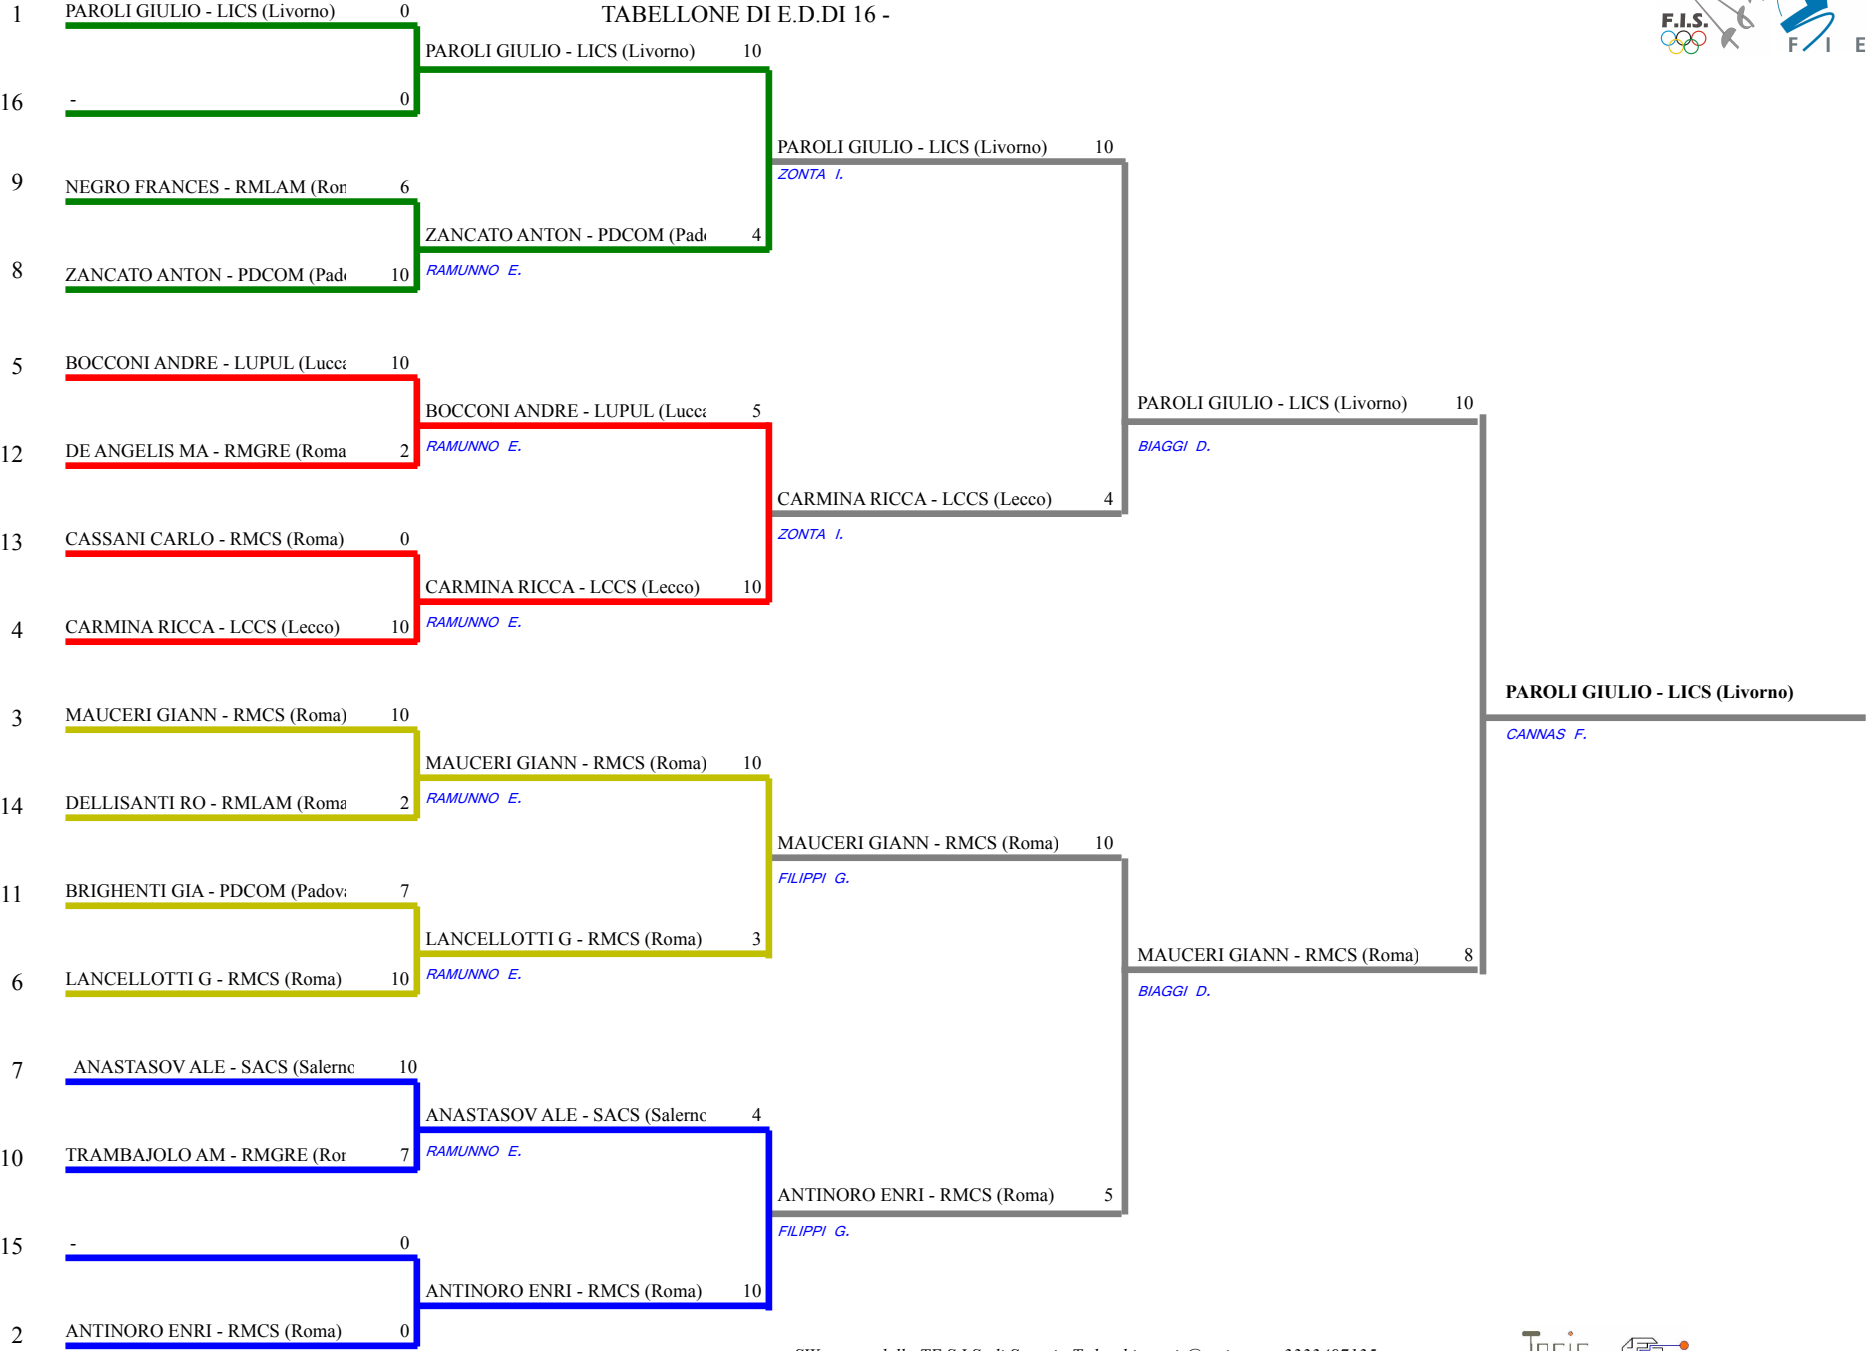 TABELLONE DI E.D.DI 16 -
F.I.S.
F I E
1 PAROLI GIULIO - LICS (Livorno) 0
PAROLI GIULIO - LICS (Livorno) 10
16 - 0
PAROLI GIULIO - LICS (Livorno) 10
ZONTA I.
9 NEGRO FRANCES - RMLAM (Ron 6
ZANCATO ANTON - PDCOM (Pad 4
RAMUNNO E.
8 ZANCATO ANTON - PDCOM (Pad 10
5 BOCCONI ANDRE - LUPUL (Lucca 10
BOCCONI ANDRE - LUPUL (Lucca 5
RAMUNNO E.
PAROLI GIULIO - LICS (Livorno) 10
BIAGGI D.
12 DE ANGELIS MA - RMGRE (Roma 2
CARMINA RICCA - LCCS (Lecco) 4
ZONTA I.
13 CASSANI CARLO - RMCS (Roma) 0
CARMINA RICCA - LCCS (Lecco) 10
RAMUNNO E.
4 CARMINA RICCA - LCCS (Lecco) 10
PAROLI GIULIO - LICS (Livorno)
CANNAS F.
3 MAUCERI GIANN - RMCS (Roma) 10
MAUCERI GIANN - RMCS (Roma) 10
RAMUNNO E.
14 DELLISANTI RO - RMLAM (Roma 2
MAUCERI GIANN - RMCS (Roma) 10
FILIPPI G.
11 BRIGHENTI GIA - PDCOM (Padova 7
LANCELLOTTI G - RMCS (Roma) 3
RAMUNNO E.
MAUCERI GIANN - RMCS (Roma) 8
BIAGGI D.
6 LANCELLOTTI G - RMCS (Roma) 10
7 ANASTASOV ALE - SACS (Salerno 10
ANASTASOV ALE - SACS (Salerno 4
RAMUNNO E.
10 TRAMBAJOLO AM - RMGRE (Ror 7
ANTINORO ENRI - RMCS (Roma) 5
FILIPPI G.
15 - 0
ANTINORO ENRI - RMCS (Roma) 10
2 ANTINORO ENRI - RMCS (Roma) 0